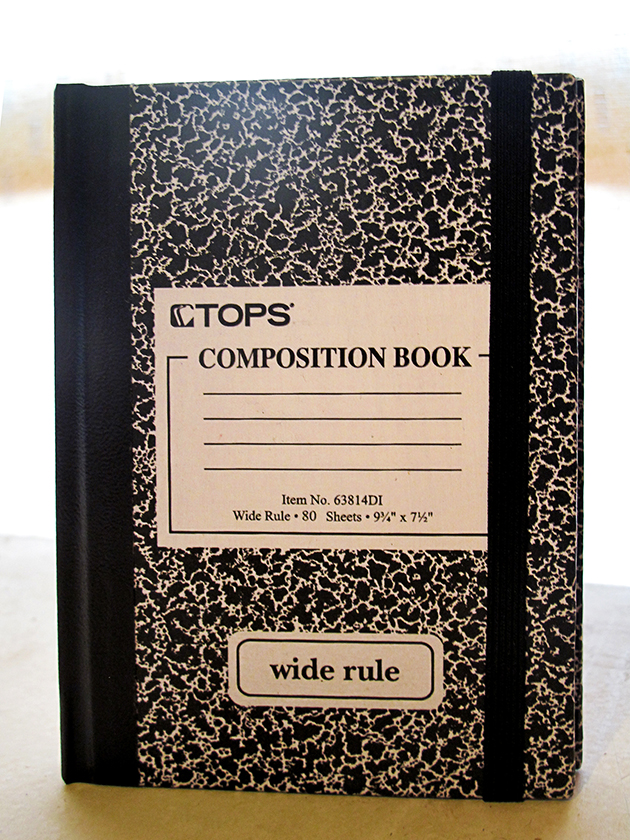 TOPS
COMPOSITION BOOK
Item No. 63814DI
Wide Rule • 80 Sheets • 9¾" x 7½"
wide rule